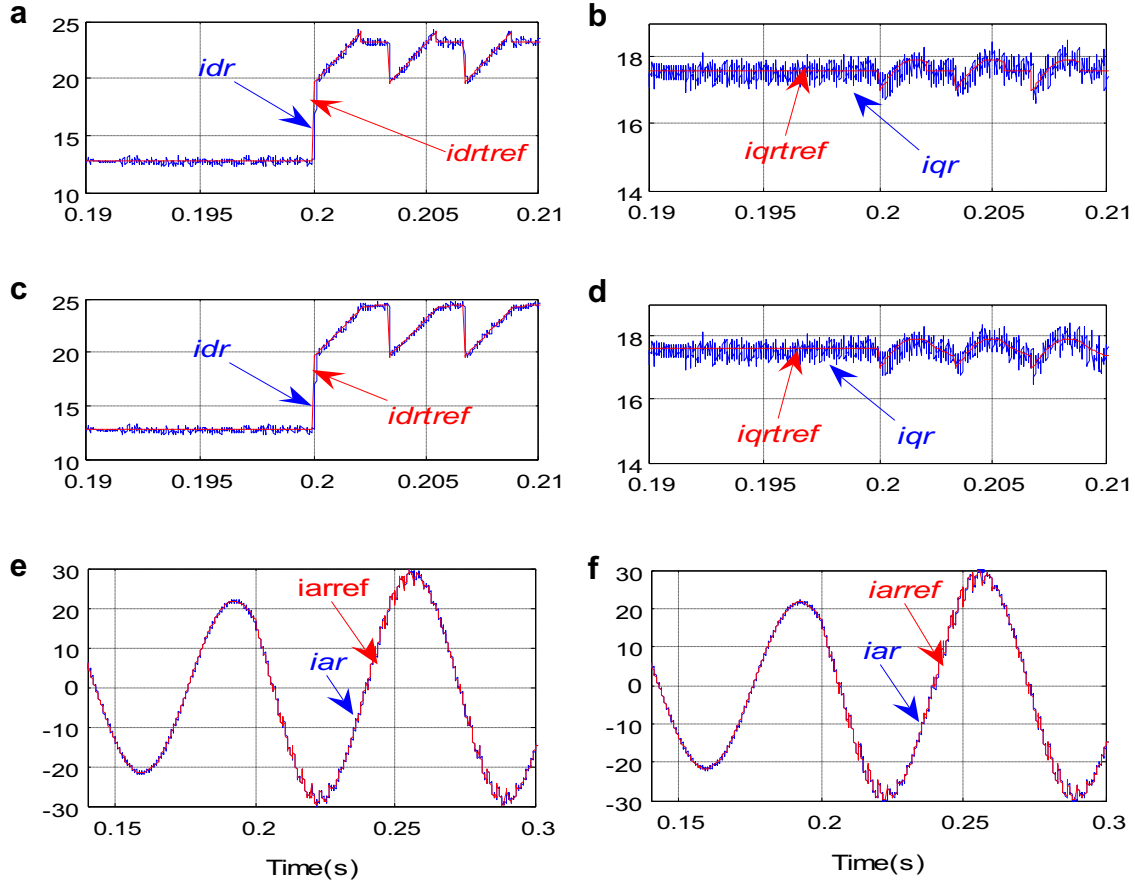 a
25
20
15
10
idr
idrtref
0.19
0.195
0.2
0.205
0.21
b
18
16
14
iqrtref
iqr
0.19
0.195
0.2
0.205
0.21
c
25
20
15
10
idr
idrtref
0.19
0.195
0.2
0.205
0.21
d
18
16
14
iqrtref
iqr
0.19
0.195
0.2
0.205
0.21
e
30
20
10
0
-10
-20
-30
iarref
iar
0.15
0.2
0.25
0.3
Time(s)
f
30
20
10
0
-10
-20
-30
iarref
iar
0.15
0.2
0.25
0.3
Time(s)